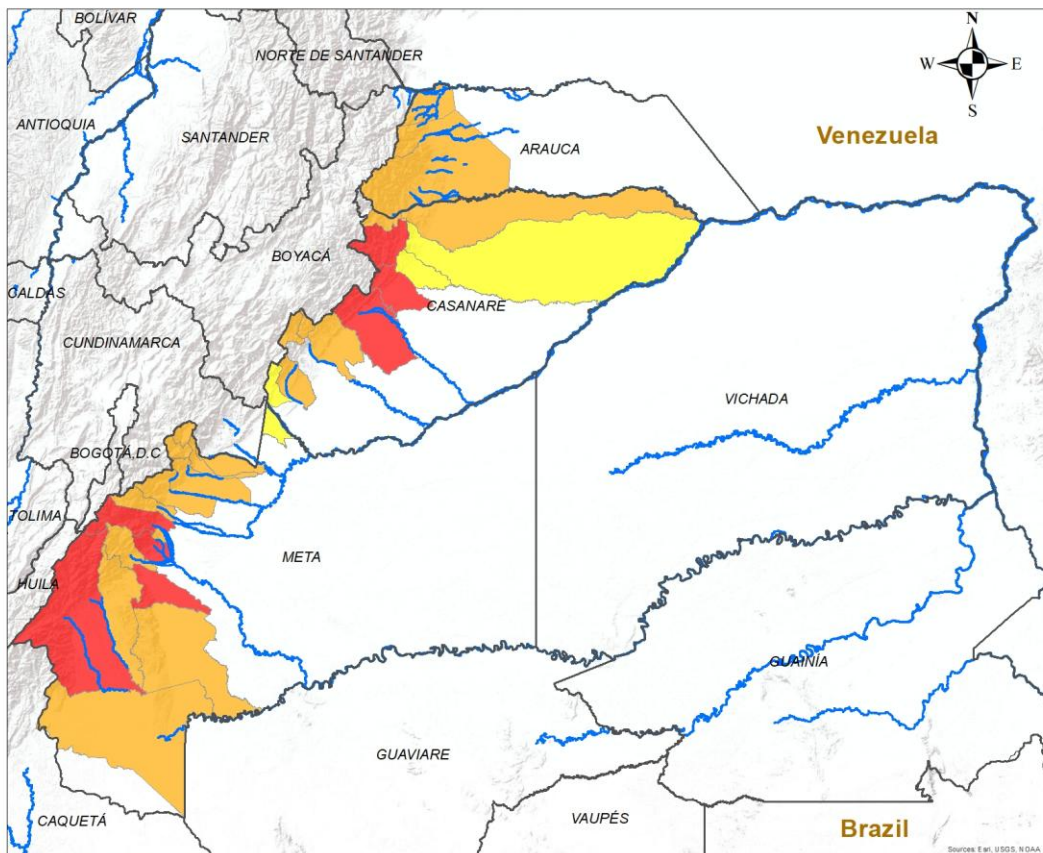 BOLÍVAR
NORTE DE SANTANDER
N
W
E
S
ANTIOQUIA
SANTANDER
ARAUCA
Venezuela
BOYACÁ
CALDAS
CASANARE
CUNDINAMARCA
VICHADA
BOGOTÁ,D.C
TOLIMA
META
HUILA
GUAINÍA
GUAVIARE
CAQUETÁ
VAUPÉS
Brazil
Sources: Esri, USGS, NOAA